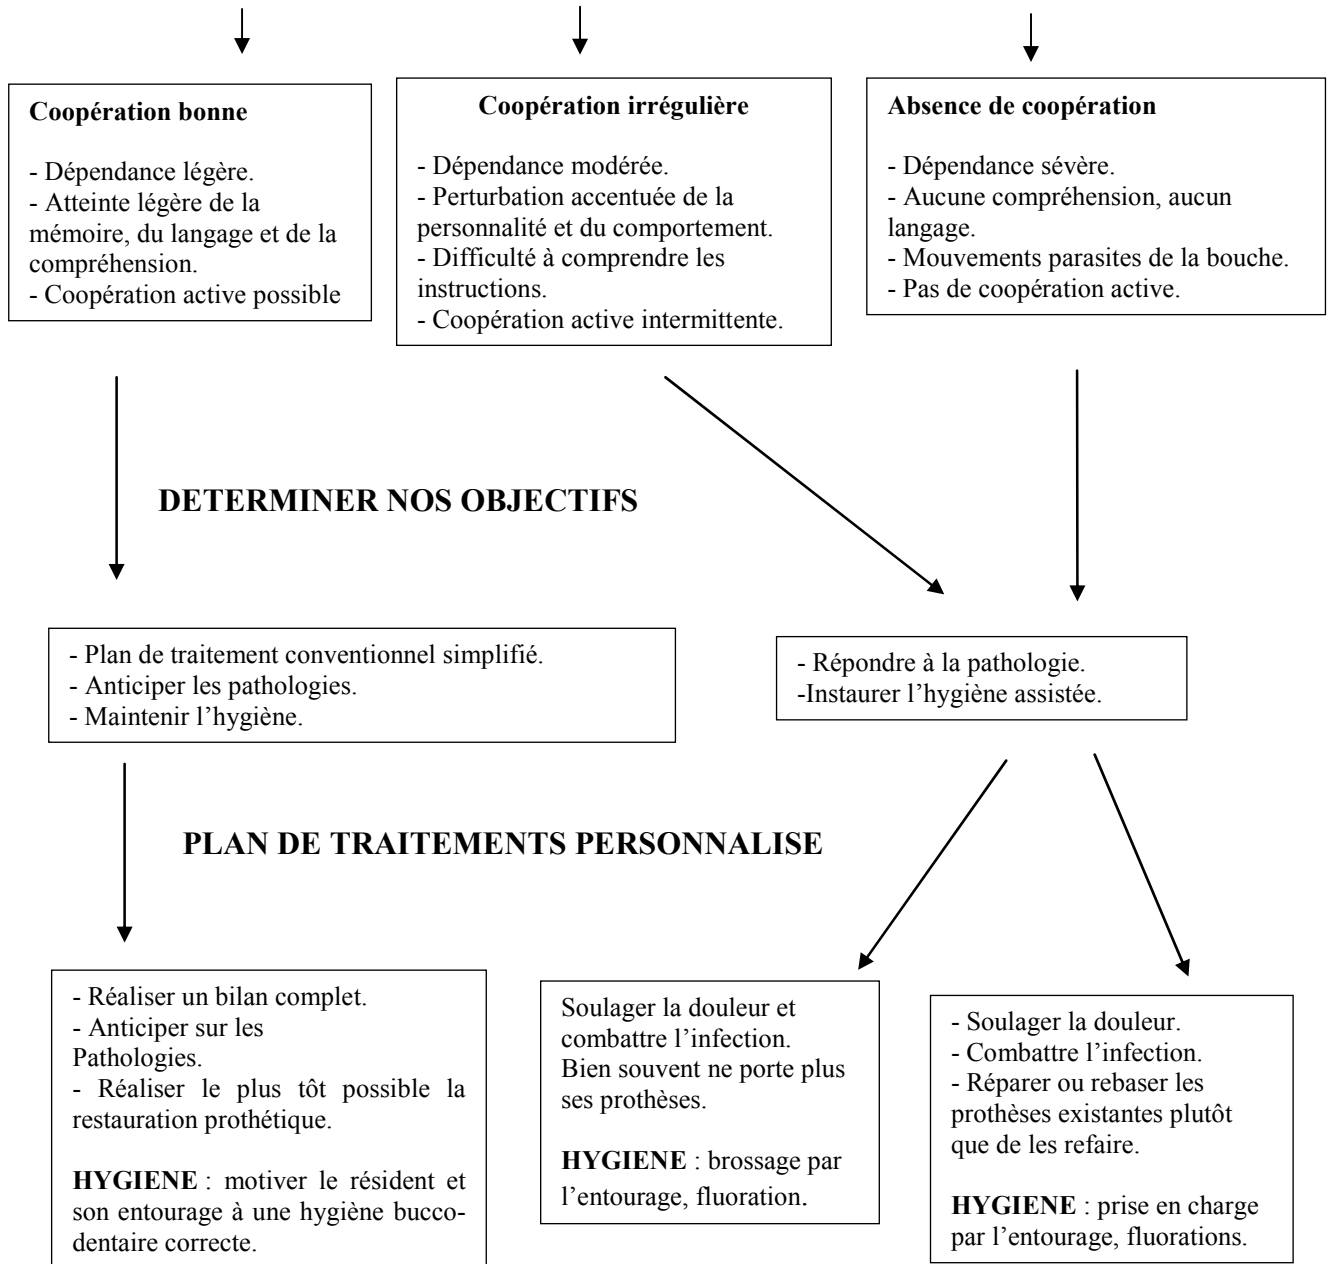 Coopération bonne
- Dépendance légère.
- Atteinte légère de la
mémoire, du langage et de la
compréhension.
- Coopération active possible
Coopération irrégulière
- Dépendance modérée.
- Perturbation accentuée de la
personnalité et du comportement.
- Difficulté à comprendre les
instructions.
- Coopération active intermittente.
Absence de coopération
- Dépendance sévère.
- Aucune compréhension, aucun
langage.
- Mouvements parasites de la bouche.
- Pas de coopération active.
DETERMINER NOS OBJECTIFS
- Plan de traitement conventionnel simplifié.
- Anticiper les pathologies.
- Maintenir l’hygiène.
- Répondre à la pathologie.
-Instaurer l’hygiène assistée.
PLAN DE TRAITEMENTS PERSONNALISE
- Réaliser un bilan complet.
- Anticiper sur les
Pathologies.
- Réaliser le plus tôt possible la
restauration prothétique.
HYGIENE : motiver le résident et
son entourage à une hygiène bucco-
dentaire correcte.
Soulager la douleur et
combattre l’infection.
Bien souvent ne porte plus
ses prothèses.
HYGIENE : brossage par
l’entourage, fluoration.
- Soulager la douleur.
- Combattre l’infection.
- Réparer ou rebaser les
prothèses existantes plutôt
que de les refaire.
HYGIENE : prise en charge
par l’entourage, fluorations.